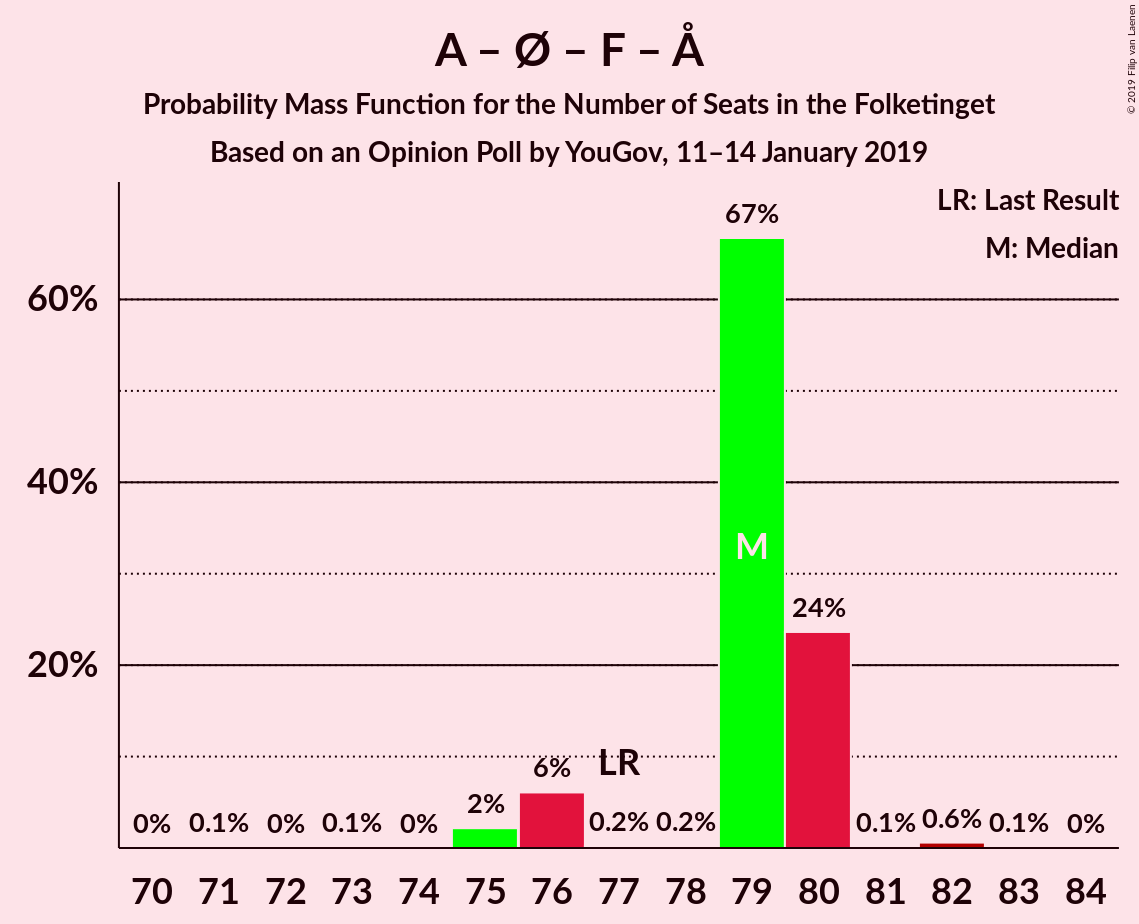 A – Ø – F – Å
Probability Mass Function for the Number of Seats in the Folketinget
Based on an Opinion Poll by YouGov, 11–14 January 2019
© 2019 Filip van Laenen
LR: Last Result
M: Median
60%
40%
20%
0% 0.1% 0% 0.1% 0% 2% 6% 0.2% 0.2% 67% 24% 0.1% 0.6% 0.1% 0%
LR
M
70 71 72 73 74 75 76 77 78 79 80 81 82 83 84